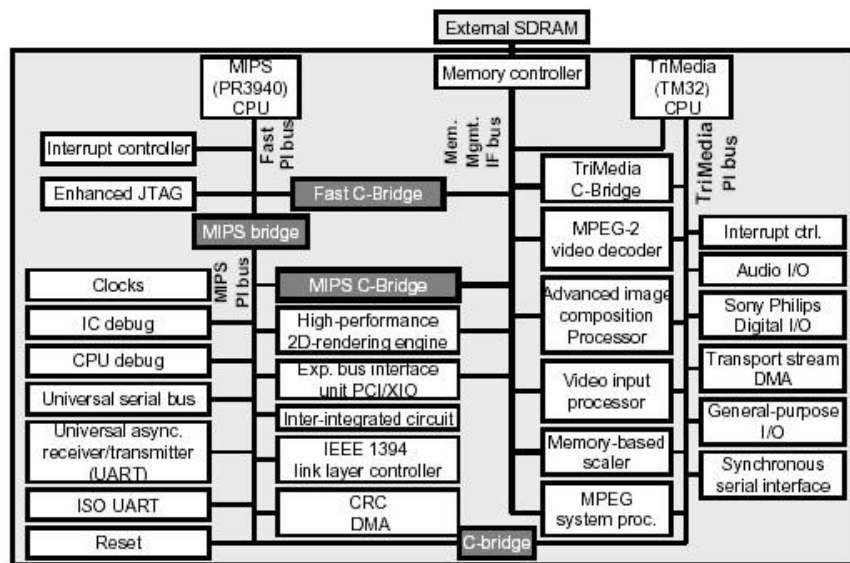 External SDRAM
MIPS
(PR3940)
CPU
Memory controller
TriMedia
(TM32)
CPU
Fast
PI bus
Mem.
Mgmt.
IF bus
TriMedia
PI bus
Interrupt controller
Enhanced JTAG
Fast C-Bridge
TriMedia
C-Bridge
MIPS bridge
MPEG-2
video decoder
Interrupt ctrl.
MIPS
PI bus
Clocks
MIPS C-Bridge
Audio I/O
IC debug
High-performance
2D-rendering engine
Advanced image
composition
Processor
Sony Philips
Digital I/O
CPU debug
Exp. bus interface
unit PCI/XIO
Video input
processor
Transport stream
DMA
Universal serial bus
Inter-integrated circuit
General-purpose
I/O
Universal async.
receiver/transmitter
(UART)
IEEE 1394
link layer controller
Memory-based
scaler
Synchronous
serial interface
ISO UART
CRC
DMA
MPEG
system proc.
Reset
C-bridge